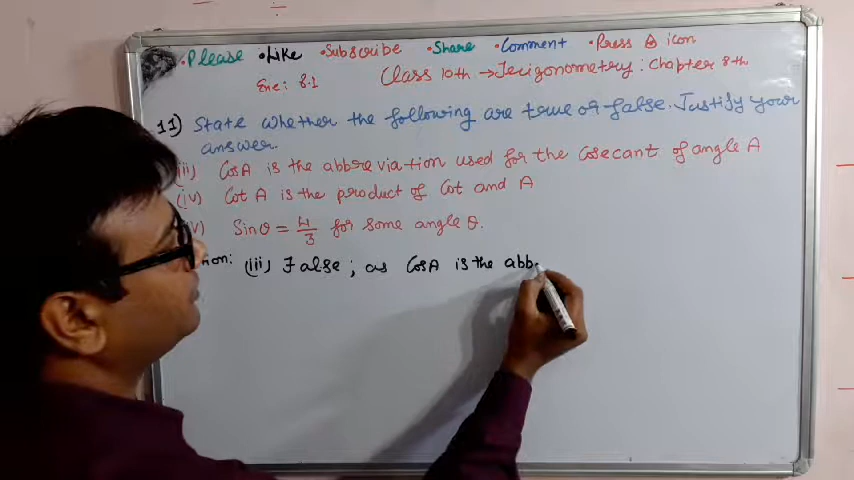 •Please •Like •Subscribe •Share •Comment •Press icon
Exe: 8.1 Class 10th → Terigonometry: Chapter 8th
11) State whether the following are true or false. Justify your
answer.
(iii) CosA is the abbreviation used for the Cosecant of angle A
(iv) Cot A is the product of Cot and A
(v) Sinθ = 4/3 for some angle θ.
(iii) False ; as CosA is the abb